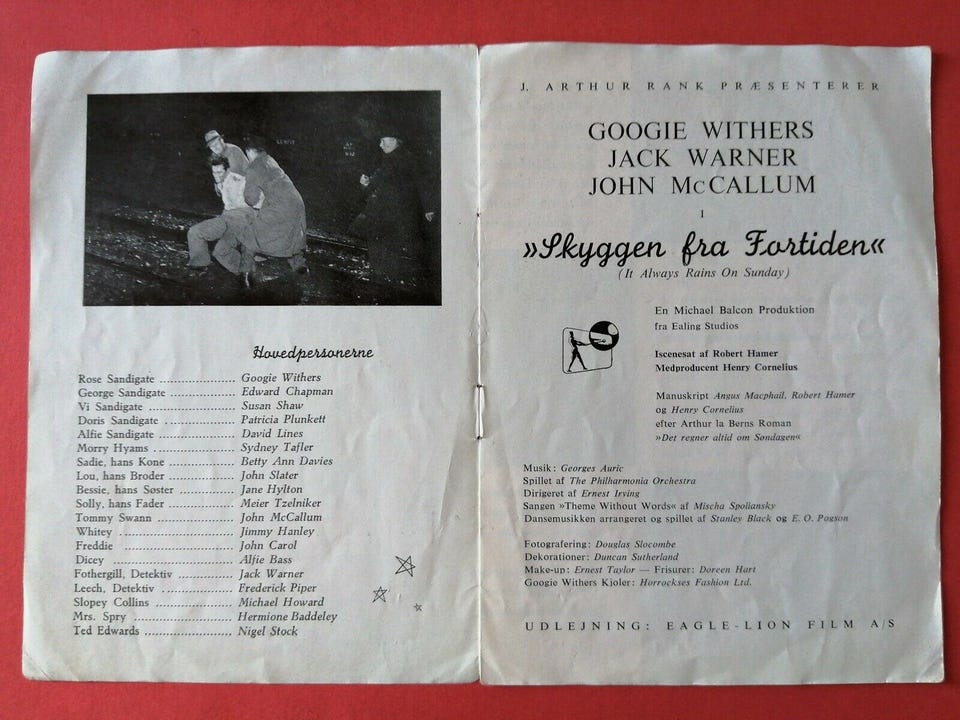 Hovedpersonerne
Rose Sandigate ...................... Googie Withers
George Sandigate ................... Edward Chapman
Vi Sandigate ......................... Susan Shaw
Doris Sandigate ..................... Patricia Plunkett
Alfie Sandigate ...................... David Lines
Morry Hyams ........................ Sydney Tafler
Sadie, hans Kone ................... Betty Ann Davies
Lou, hans Broder ................... John Slater
Bessie, hans Søster ................. Jane Hylton
Solly, hans Fader ................... Meier Tzelniker
Tommy Swann ...................... John McCallum
Whitey ............................... Jimmy Hanley
Freddie .............................. John Carol
Dicey ................................. Alfie Bass
Fothergill, Detektiv ................ Jack Warner
Leech, Detektiv ..................... Frederick Piper
Slopey Collins ...................... Michael Howard
Mrs. Spry ........................... Hermione Baddeley
Ted Edwards ........................ Nigel Stock
J. ARTHUR RANK PRÆSENTERER
GOOGIE WITHERS
JACK WARNER
JOHN McCALLUM
I
»Skyggen fra Fortiden«
(It Always Rains On Sunday)
En Michael Balcon Produktion
fra Ealing Studios
Iscenesat af Robert Hamer
Medproducent Henry Cornelius
Manuskript Angus Macphail, Robert Hamer
og Henry Cornelius
efter Arthur la Berns Roman
»Det regner altid om Søndagen«
Musik: Georges Auric
Spillet af The Philharmonia Orchestra
Dirigeret af Ernest Irving
Sangen »Theme Without Words« af Mischa Spoliansky
Dansemusikken arrangeret og spillet af Stanley Black og E. O. Pogson
Fotografering: Douglas Slocombe
Dekorationer: Duncan Sutherland
Make-up: Ernest Taylor — Frisurer: Doreen Hart
Googie Withers Kjoler: Horrockses Fashion Ltd.
UDLEJNING: EAGLE-LION FILM A/S